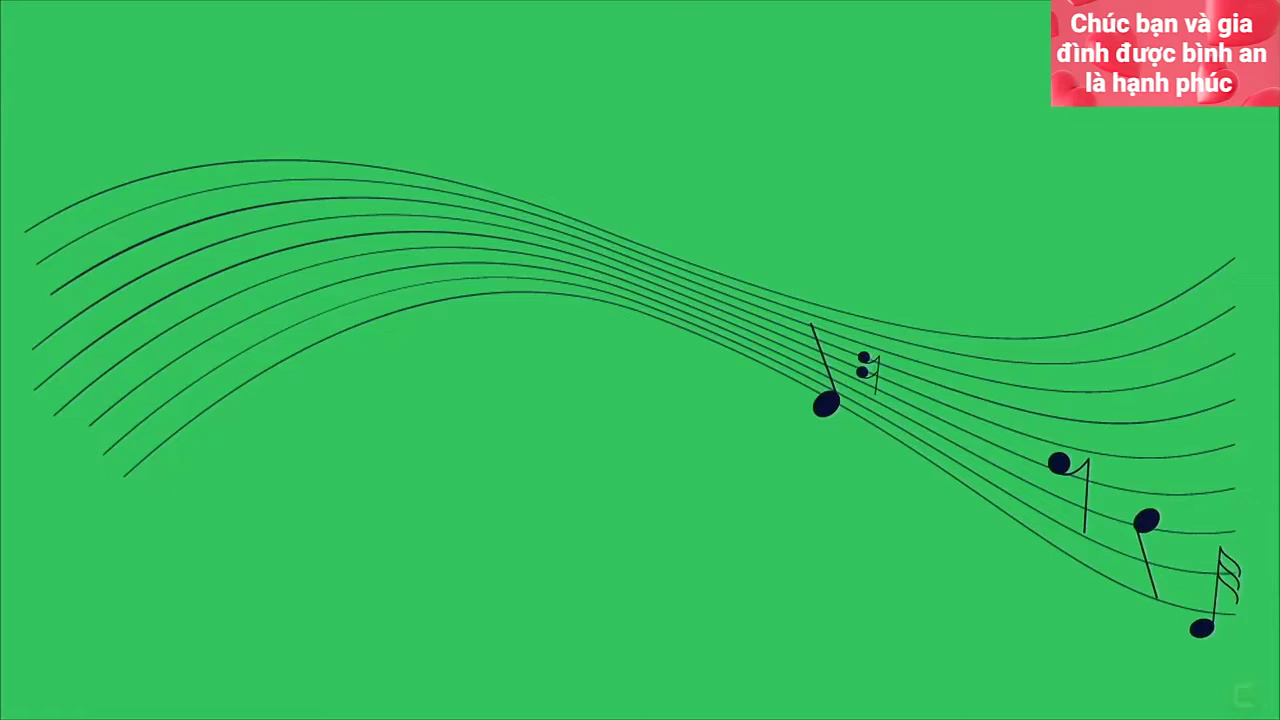 Chúc bạn và gia
đình được bình an
là hạnh phúc